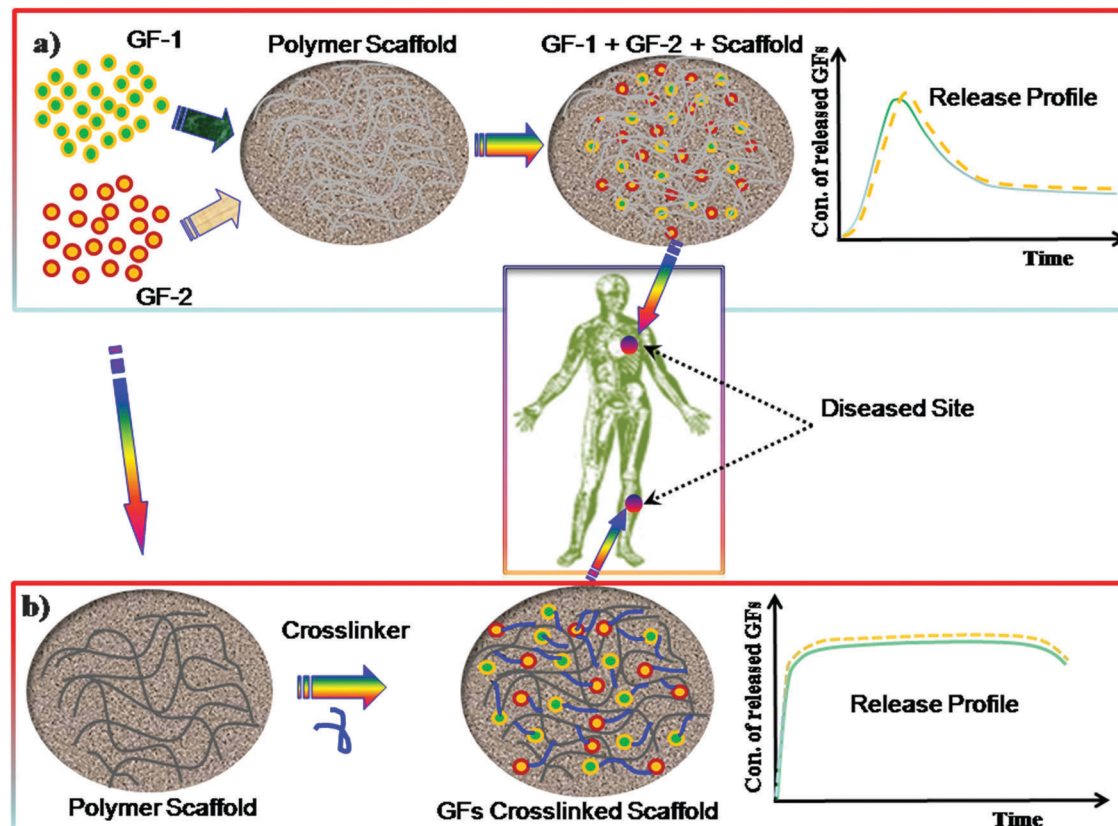 a)
GF-1
GF-2
Polymer Scaffold
GF-1 + GF-2 + Scaffold
Con. of released GFs
Release Profile
Time
Diseased Site
b)
Polymer Scaffold
Crosslinker
GFs Crosslinked Scaffold
Con. of released GFs
Release Profile
Time